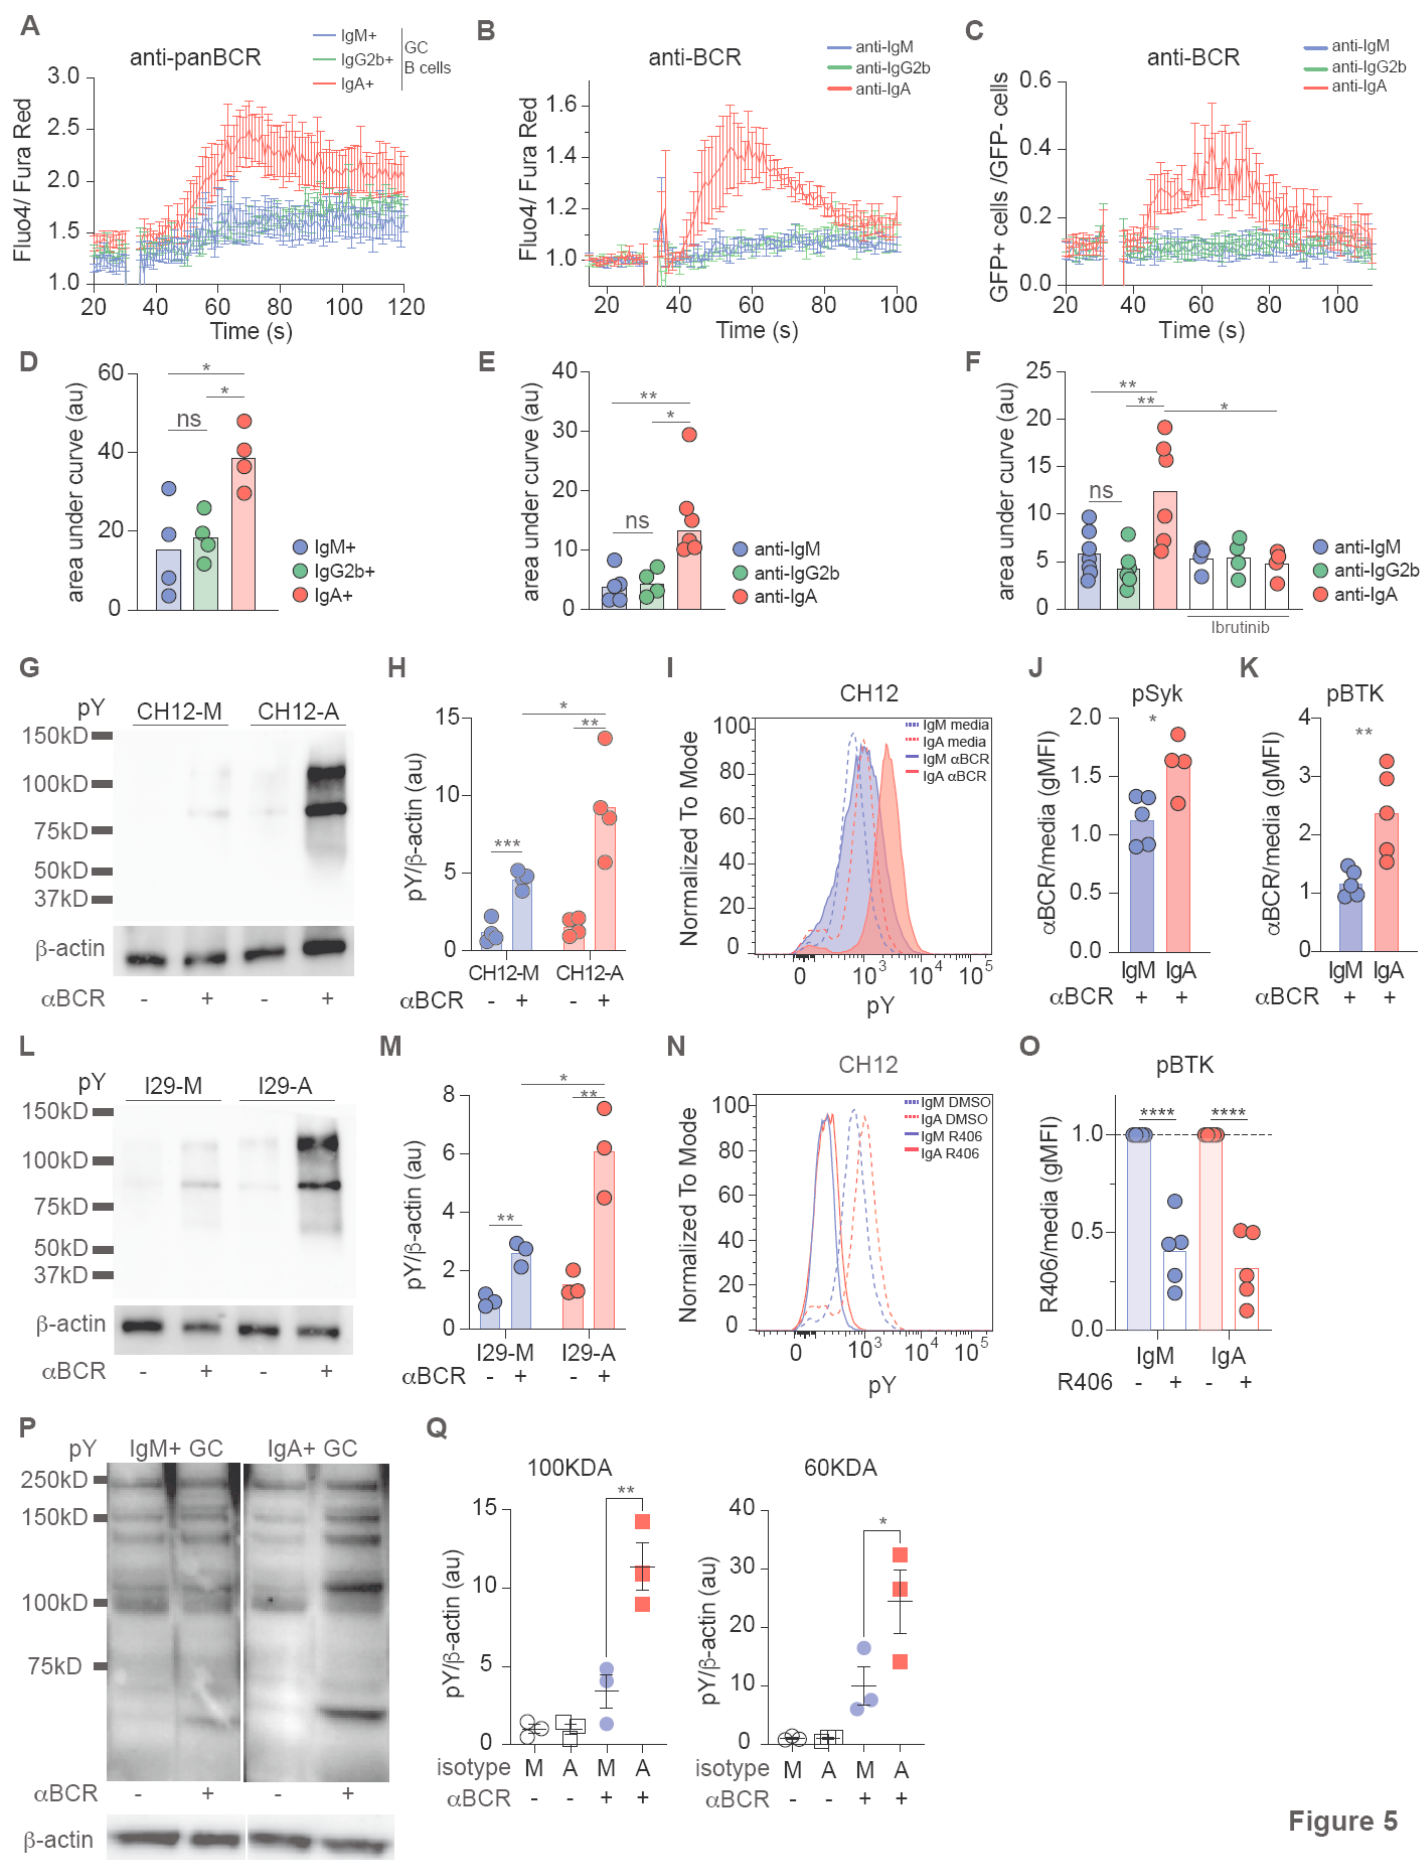 A
anti-panBCR
IgM+
IgG2b+
IgA+
GC
B cells
Fluo4/ Fura Red
3.0
2.5
2.0
1.5
1.0
20 40 60 80 100 120
Time (s)
B
anti-BCR
anti-IgM
anti-IgG2b
anti-IgA
Fluo4/ Fura Red
1.6
1.4
1.2
1.0
20 40 60 80 100
Time (s)
C
anti-BCR
anti-IgM
anti-IgG2b
anti-IgA
GFP+ cells /GFP- cells
0.6
0.4
0.2
0.0
20 40 60 80 100
Time (s)
D
area under curve (au)
60
40
20
0
*
*
ns
IgM+
IgG2b+
IgA+
E
area under curve (au)
40
30
20
10
0
**
*
ns
anti-IgM
anti-IgG2b
anti-IgA
F
area under curve (au)
25
20
15
10
5
0
**
**
*
ns
Ibrutinib
anti-IgM
anti-IgG2b
anti-IgA
G
pY
CH12-M CH12-A
150kD
100kD
75kD
50kD
37kD
β-actin
αBCR - + - +
H
pY/β-actin (au)
15
10
5
0
*
**
***
CH12-M CH12-A
αBCR - + - +
I
CH12
Normalized To Mode
100
80
60
40
20
0
IgM media
IgA media
IgM αBCR
IgA αBCR
0 10³ 10⁴ 10⁵
pY
J
pSyk
αBCR/media (gMFI)
2.0
1.5
1.0
0.5
0.0
*
IgM IgA
αBCR + +
K
pBTK
αBCR/media (gMFI)
4
3
2
1
0
**
IgM IgA
αBCR + +
L
pY
I29-M I29-A
150kD
100kD
75kD
50kD
37kD
β-actin
αBCR - + - +
M
pY/β-actin (au)
8
6
4
2
0
*
**
**
I29-M I29-A
αBCR - + - +
N
CH12
Normalized To Mode
100
80
60
40
20
0
IgM DMSO
IgA DMSO
IgM R406
IgA R406
0 10³ 10⁴ 10⁵
pY
O
pBTK
R406/media (gMFI)
1.0
0.5
0.0
**** ****
IgM IgA
R406 - + - +
P
pY IgM+ GC IgA+ GC
250kD
150kD
100kD
75kD
αBCR - + - +
β-actin
Q
100KDA
pY/β-actin (au)
15
10
5
0
**
isotype M A M A
αBCR - - + +
60KDA
pY/β-actin (au)
40
30
20
10
0
*
isotype M A M A
αBCR - - + +
Figure 5